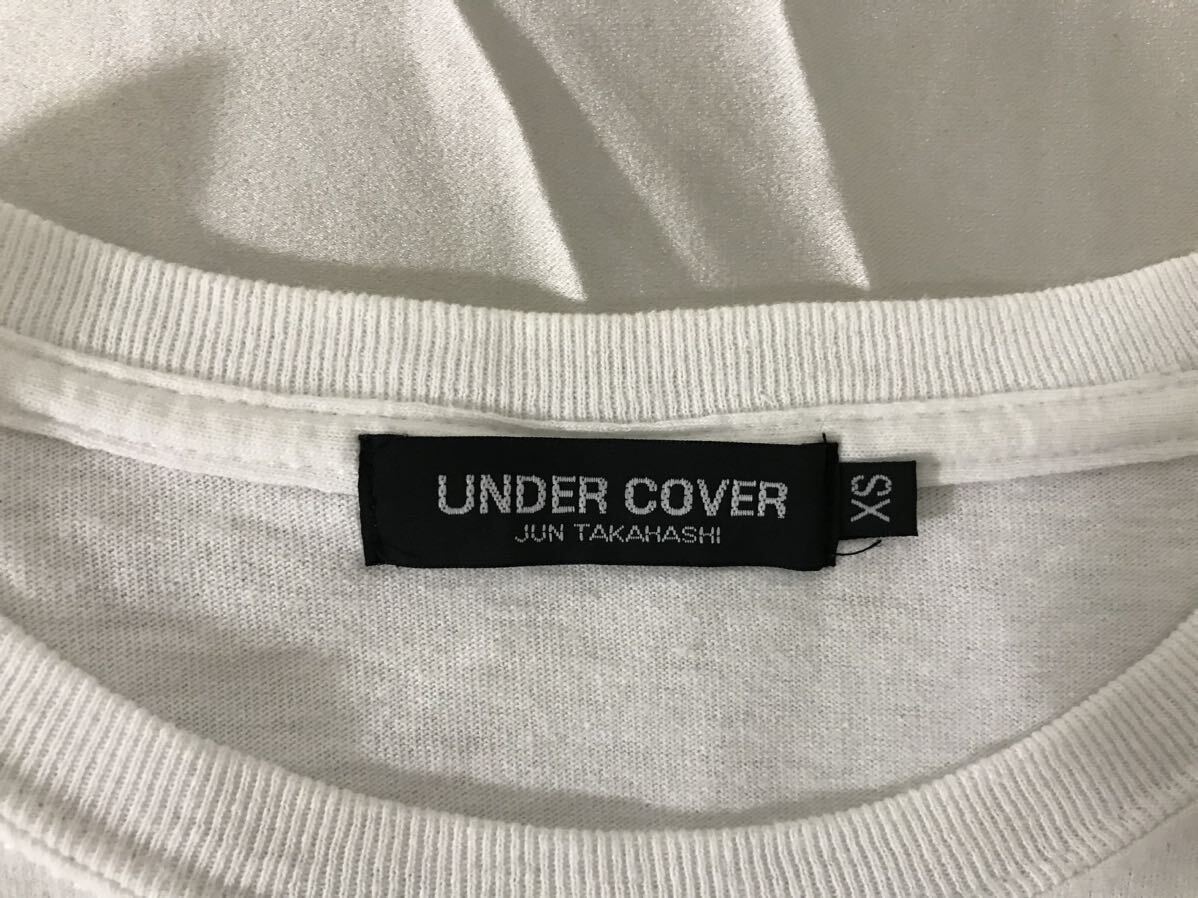 UNDER COVER
JUN TAKAHASHI
XS